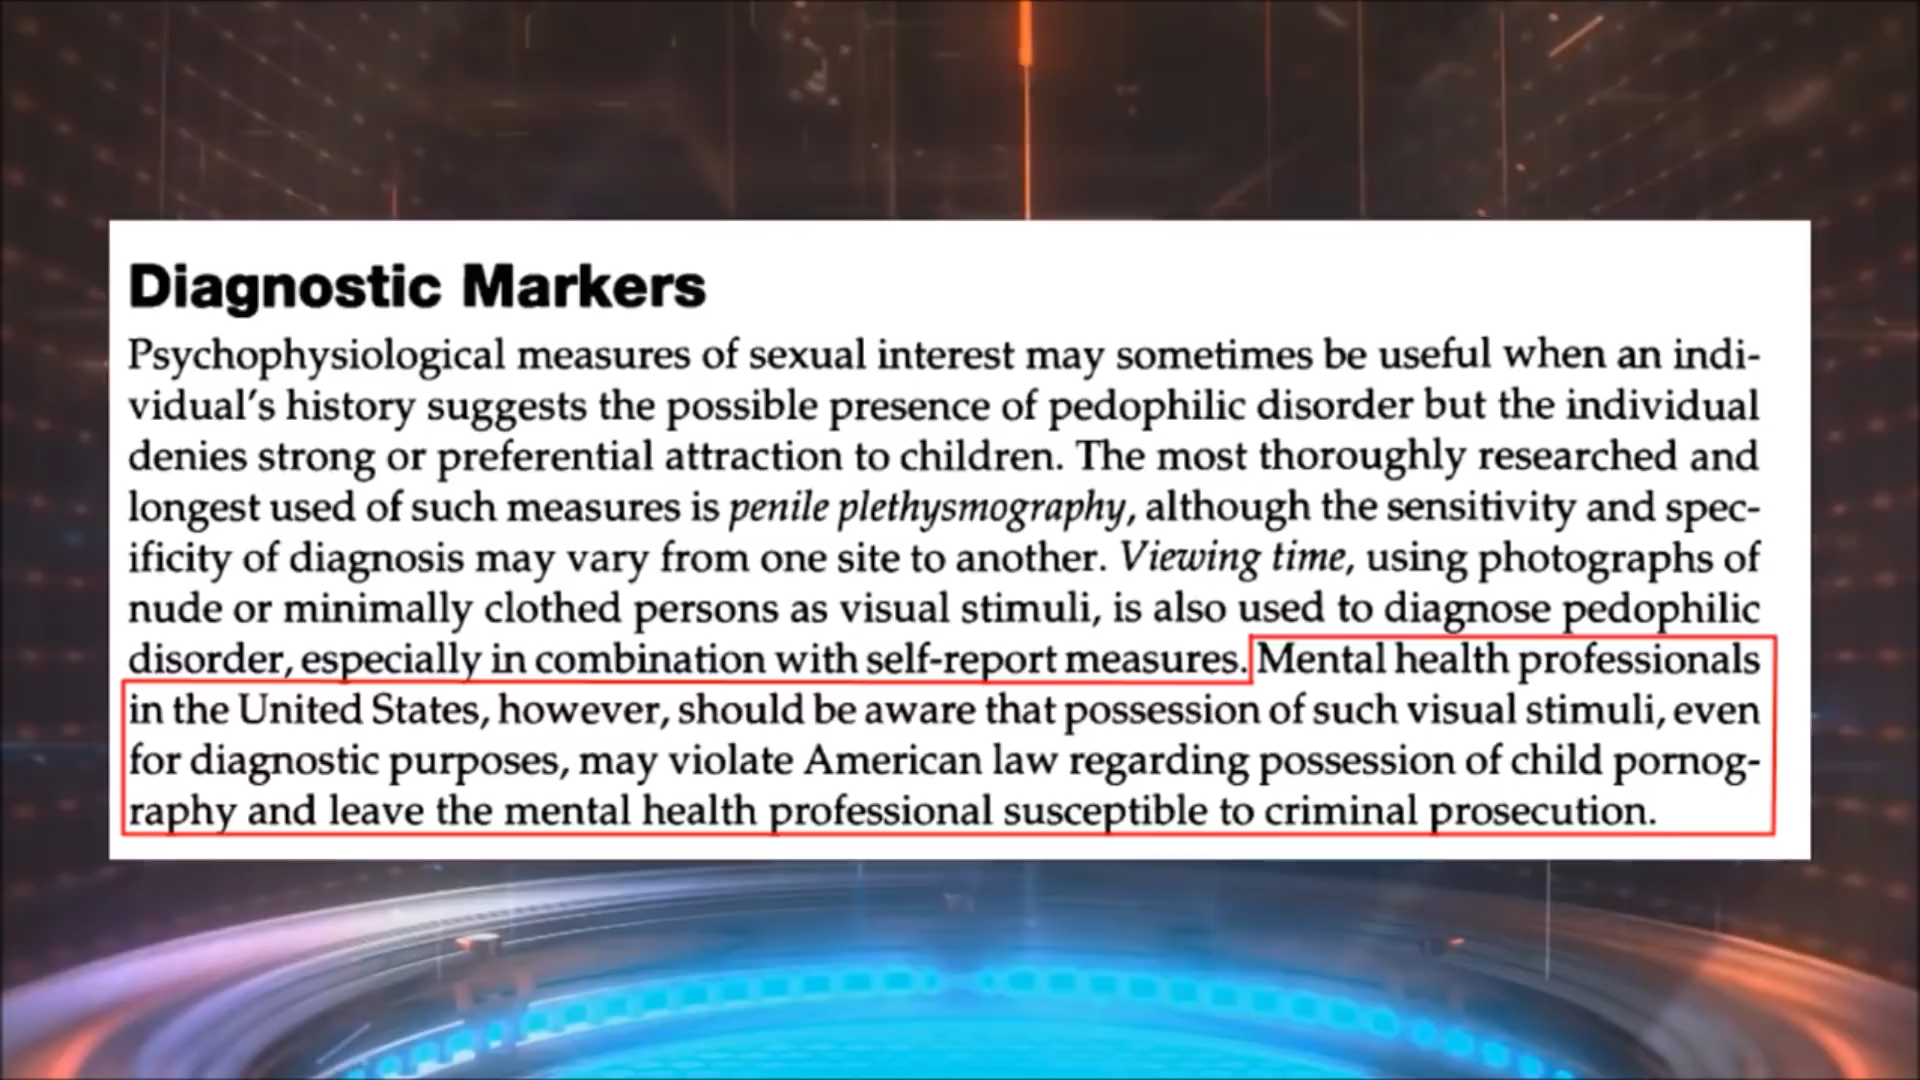 Diagnostic Markers
Psychophysiological measures of sexual interest may sometimes be useful when an indi-
vidual's history suggests the possible presence of pedophilic disorder but the individual
denies strong or preferential attraction to children. The most thoroughly researched and
longest used of such measures is penile plethysmography, although the sensitivity and spec-
ificity of diagnosis may vary from one site to another. Viewing time, using photographs of
nude or minimally clothed persons as visual stimuli, is also used to diagnose pedophilic
disorder, especially in combination with self-report measures. Mental health professionals
in the United States, however, should be aware that possession of such visual stimuli, even
for diagnostic purposes, may violate American law regarding possession of child pornog-
raphy and leave the mental health professional susceptible to criminal prosecution.